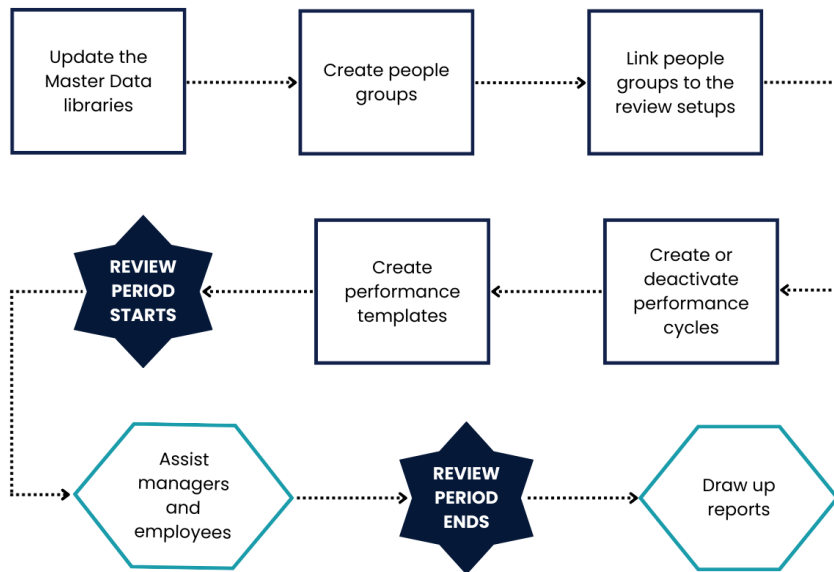 Update the
Master Data
libraries
Create people
groups
Link people
groups to the
review setups
Create or
deactivate
performance
cycles
Create
performance
templates
REVIEW
PERIOD
STARTS
Assist
managers
and
employees
REVIEW
PERIOD
ENDS
Draw up
reports